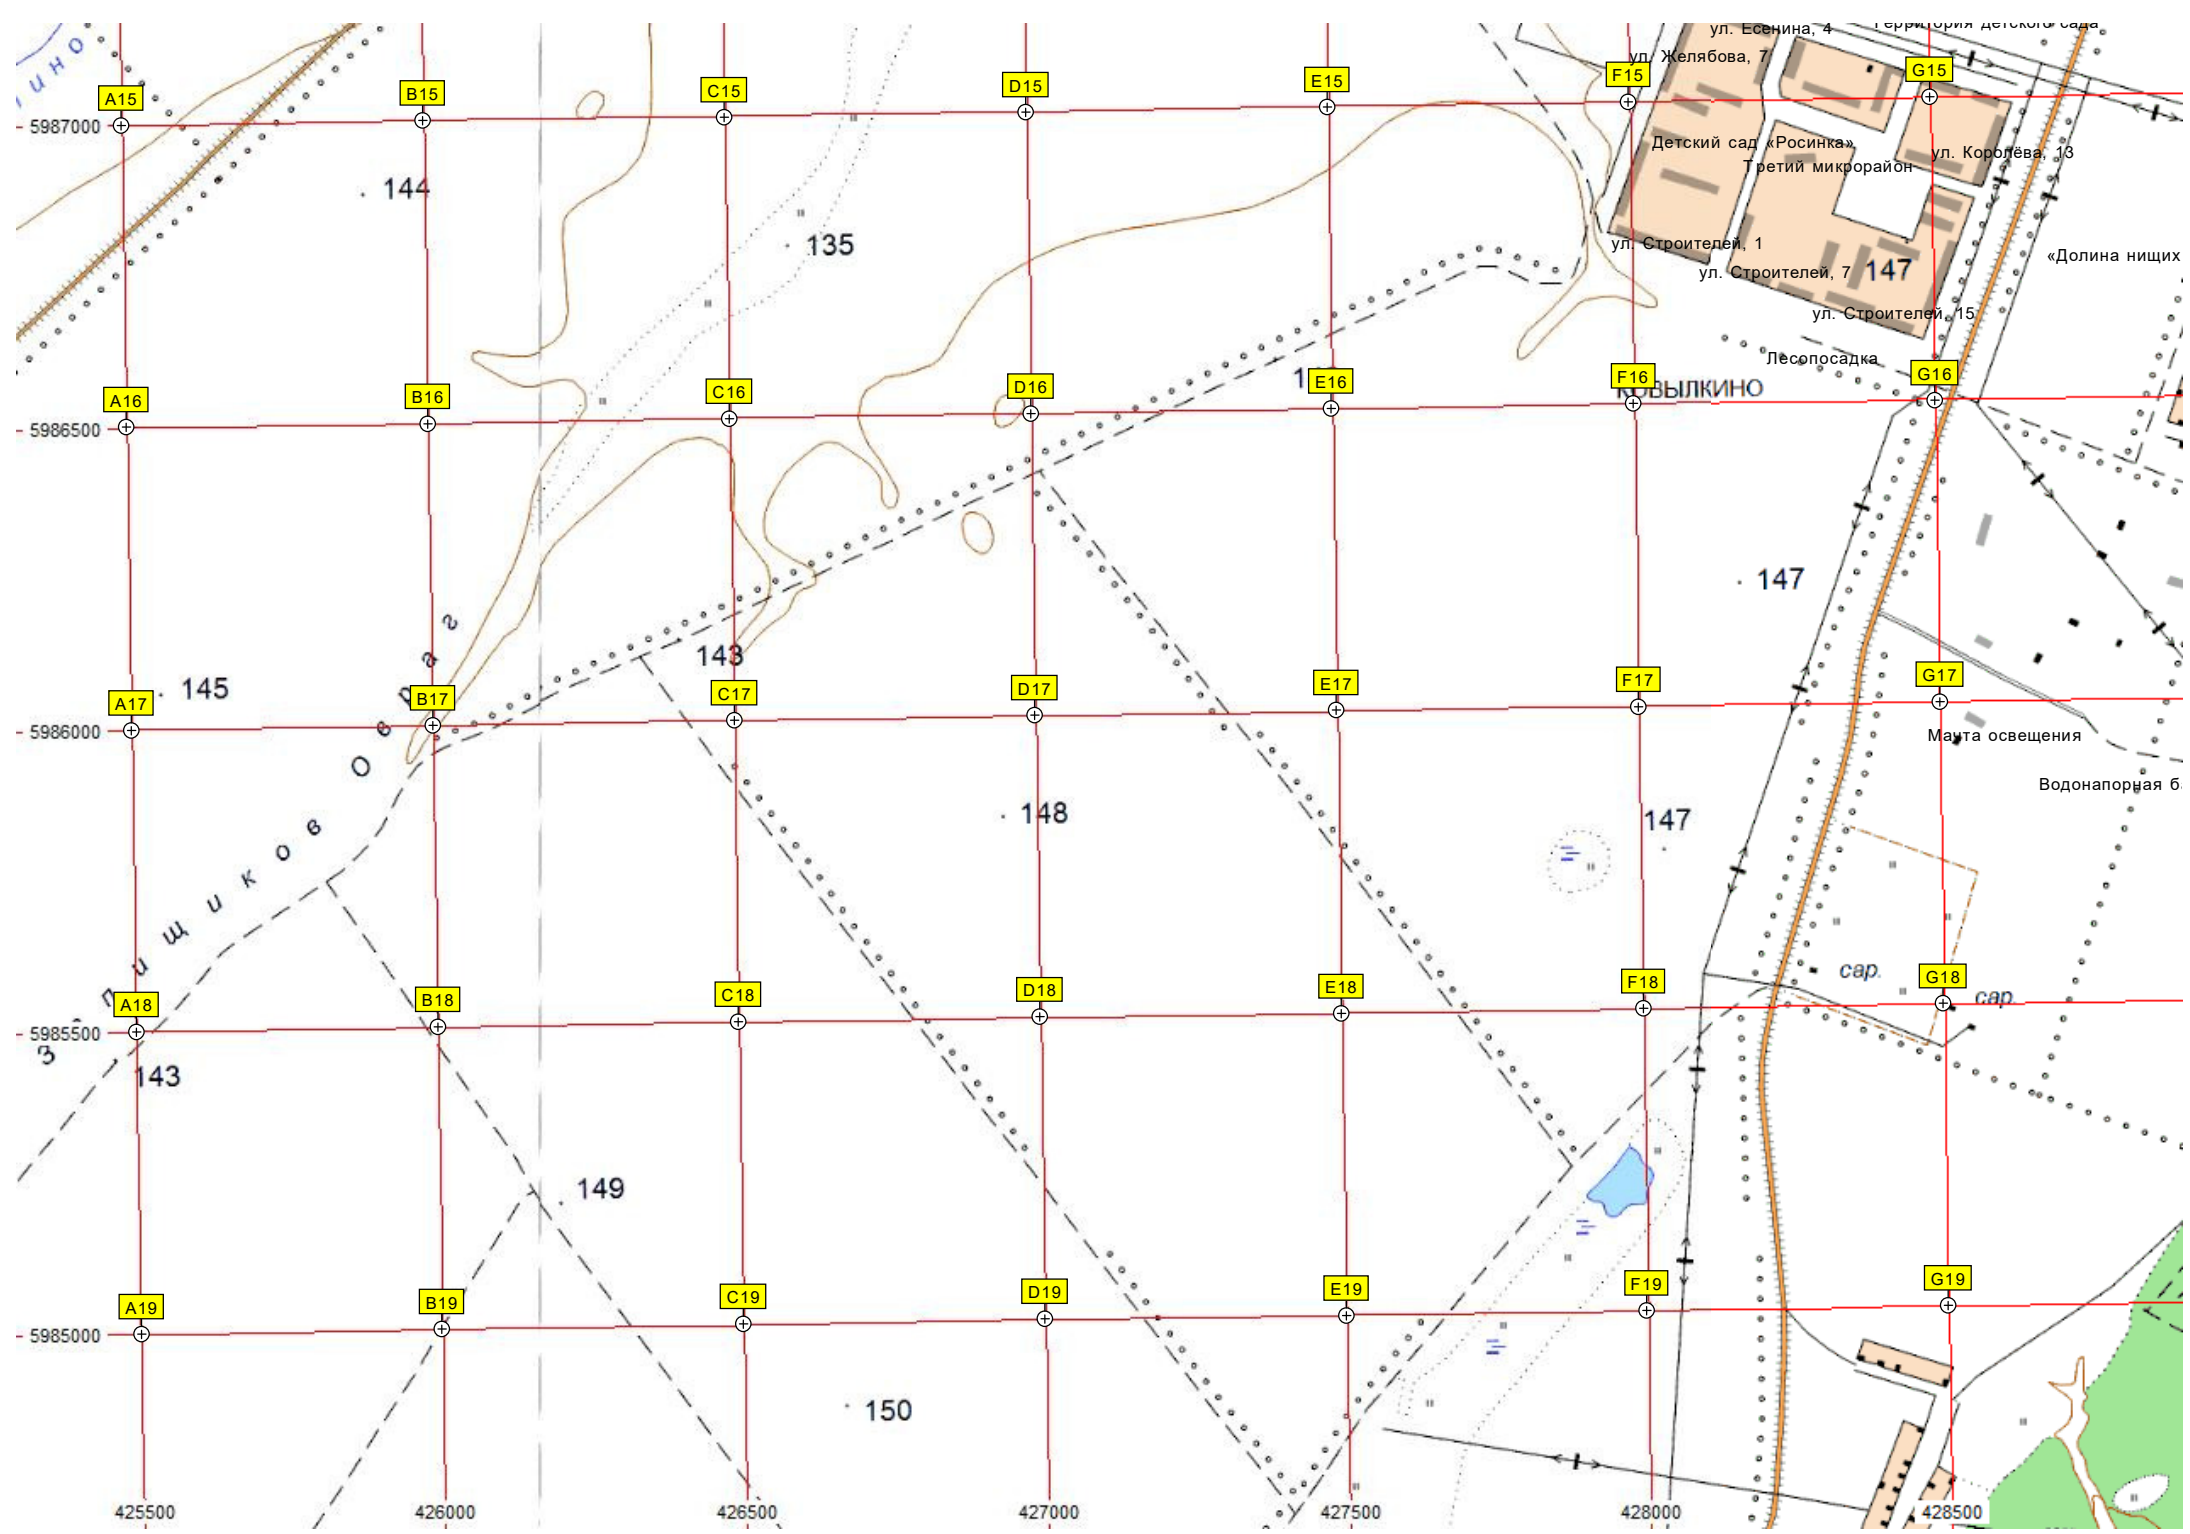 ул. Есенина, 4
Территория детского сада
ул. Желябова, 7
A15
B15
C15
D15
E15
F15
G15
5987000
Детский сад «Росинка»
ул. Королёва, 13
Третий микрорайон
144
135
ул. Строителей, 1
«Долина нищих
ул. Строителей, 7
147
ул. Строителей, 15
Лесопосадка
A16
B16
C16
D16
E16
F16
G16
КОВЫЛКИНО
5986500
147
143
145
A17
B17
C17
D17
E17
F17
G17
5986000
Мачта освещения
Водонапорная б
148
147
З п и щ и к о в О в р а г
сар.
сар.
A18
B18
C18
D18
E18
F18
G18
5985500
143
149
A19
B19
C19
D19
E19
F19
G19
5985000
150
425500
426000
426500
427000
427500
428000
428500